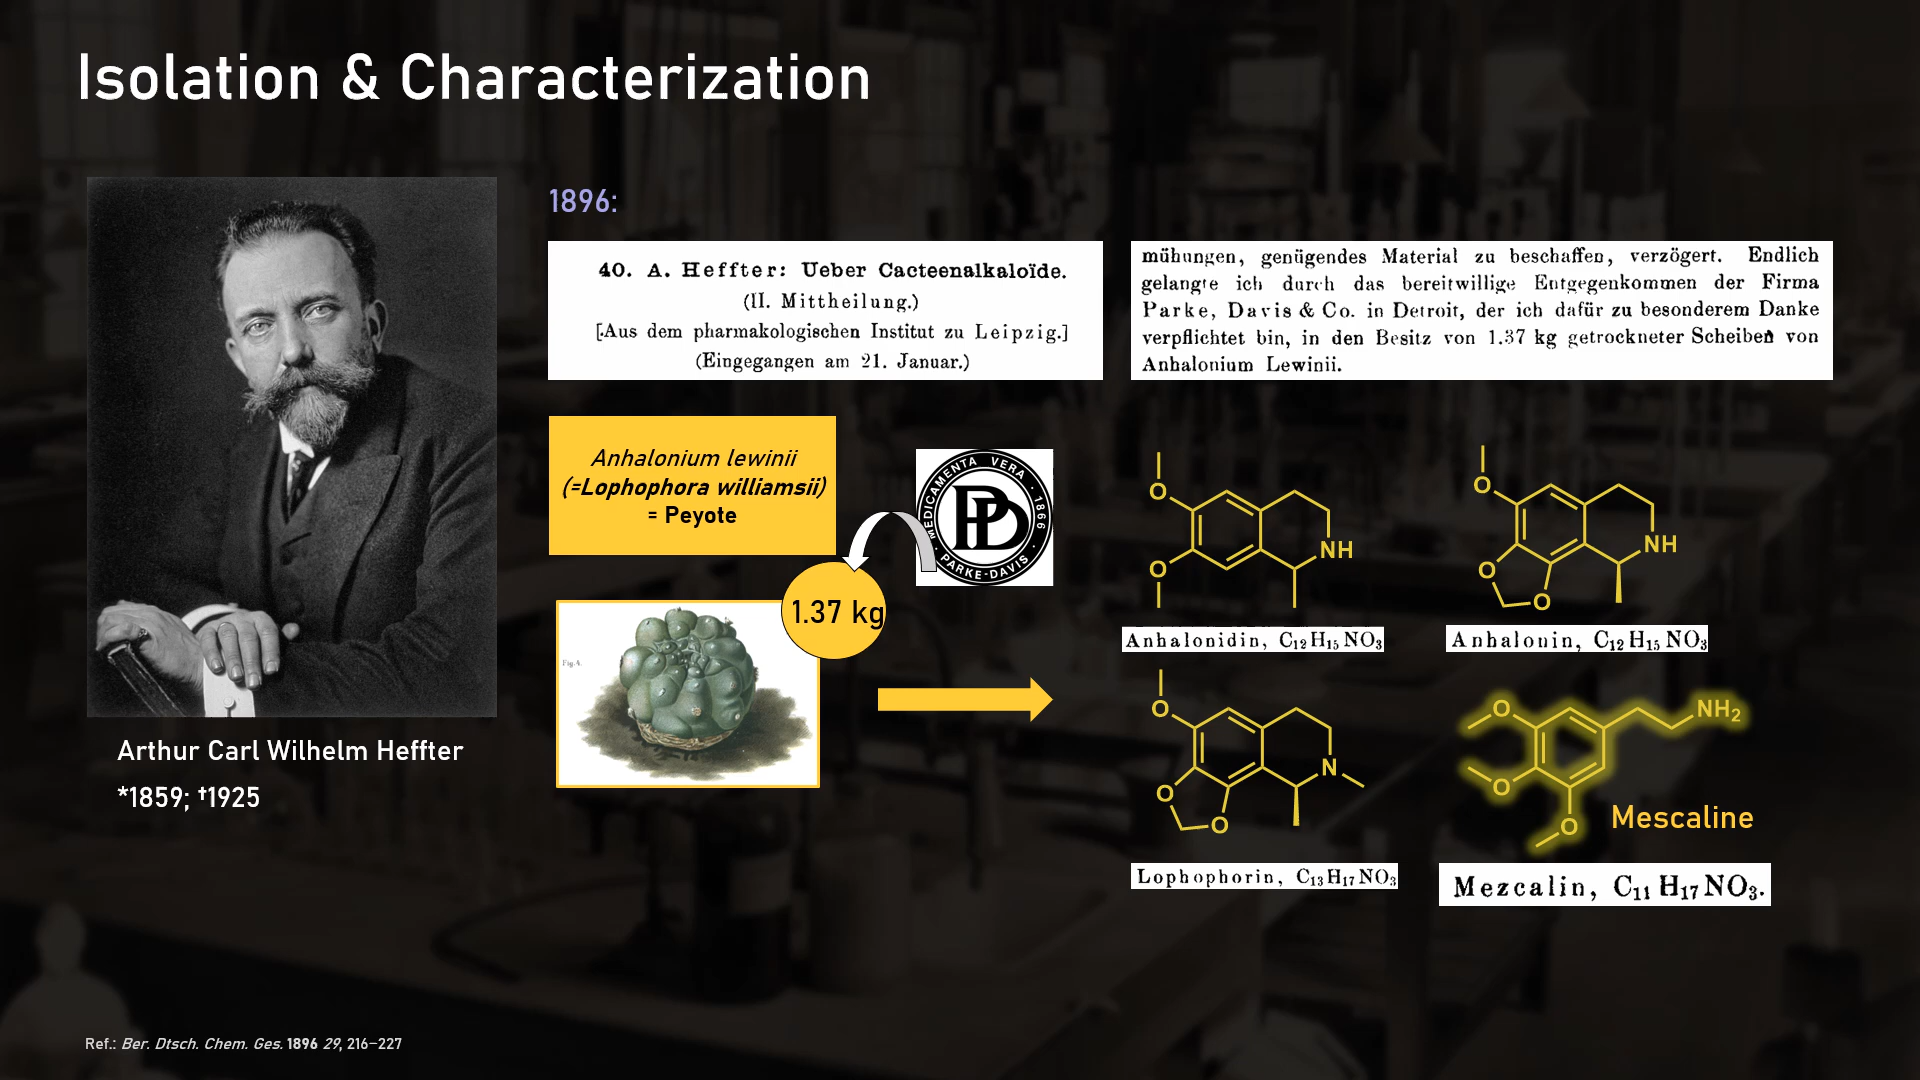 Isolation & Characterization
1896:
40. A. Heffter: Ueber Cacteenalkaloïde.
(II. Mittheilung.)
[Aus dem pharmakologischen Institut zu Leipzig.]
(Eingegangen am 21. Januar.)
mühungen, genügendes Material zu beschaffen, verzögert. Endlich
gelangte ich durch das bereitwillige Entgegenkommen der Firma
Parke, Davis & Co. in Detroit, der ich dafür zu besonderem Danke
verpflichtet bin, in den Besitz von 1.37 kg getrockneter Scheiben von
Anhalonium Lewinii.
Anhalonium lewinii
(=Lophophora williamsii)
= Peyote
MEDICAMENTA VERA · 1866 · PARKE-DAVIS ·
PD
1.37 kg
Fig.4.
Arthur Carl Wilhelm Heffter
*1859; †1925
O
O
NH
Anhalonidin, C₁₂H₁₅NO₃
O
NH
O
O
Anhalonin, C₁₂H₁₅NO₃
O
N
O
O
Lophophorin, C₁₃H₁₇NO₃
O
NH₂
O
O
Mescaline
Mezcalin, C₁₁H₁₇NO₃.
Ref.: Ber. Dtsch. Chem. Ges. 1896 29, 216–227